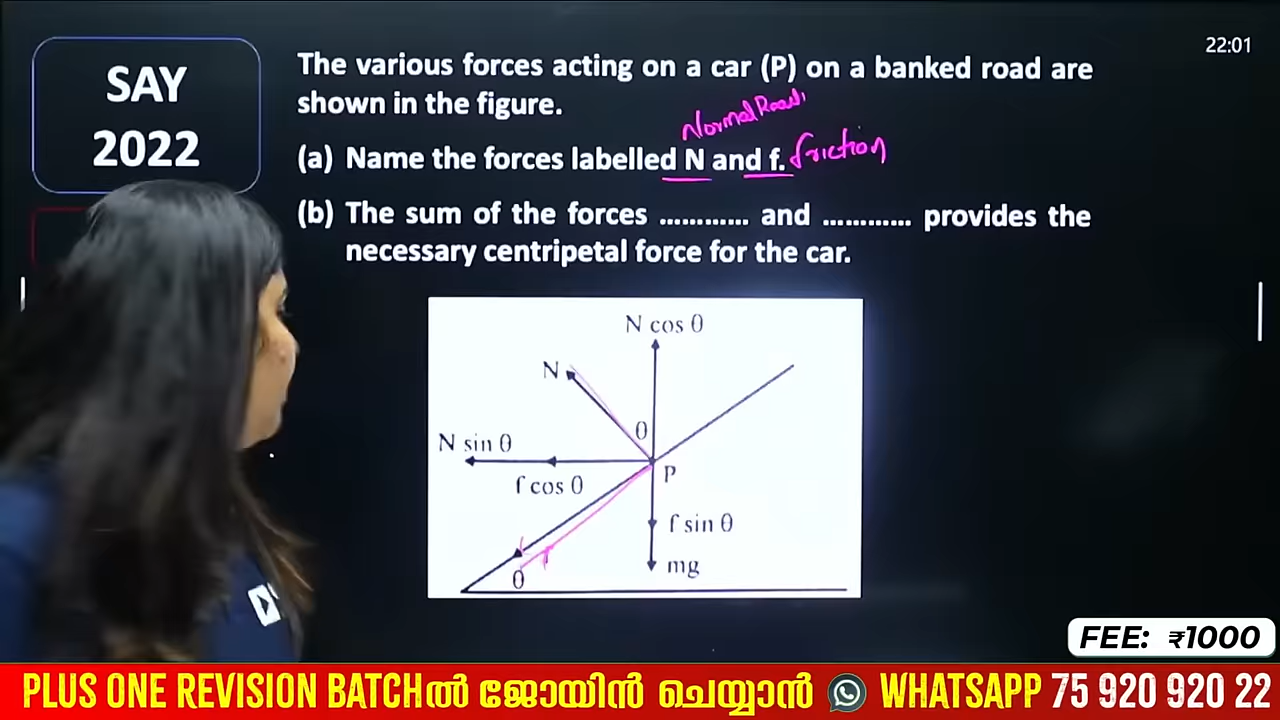 22:01
SAY
2022
The various forces acting on a car (P) on a banked road are
shown in the figure.
Normal
(a) Name the forces labelled N and f. friction
(b) The sum of the forces ............ and ............ provides the
necessary centripetal force for the car.
N cos θ
N
θ
N sin θ
P
f cos θ
f sin θ
mg
θ
FEE: ₹1000
PLUS ONE REVISION BATCHൽ ജോയിൻ ചെയ്യാൻ WHATSAPP 75 920 920 22